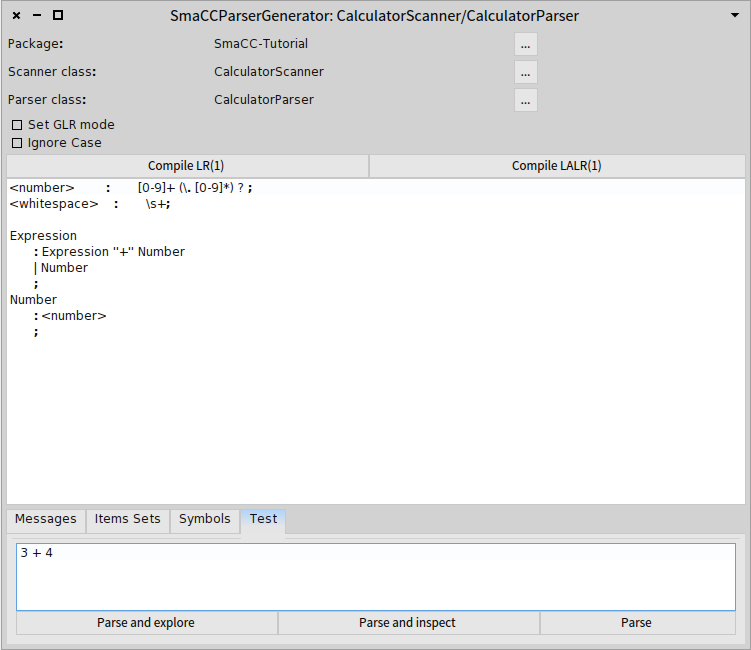 SmaCCParserGenerator: CalculatorScanner/CalculatorParser
Package: SmaCC-Tutorial ...
Scanner class: CalculatorScanner ...
Parser class: CalculatorParser ...
Set GLR mode
Ignore Case
Compile LR(1) Compile LALR(1)
<number> : [0-9]+ (\. [0-9]*) ? ;
<whitespace> : \s+;
Expression
: Expression "+" Number
| Number
;
Number
: <number>
;
Messages Items Sets Symbols Test
3 + 4
Parse and explore Parse and inspect Parse